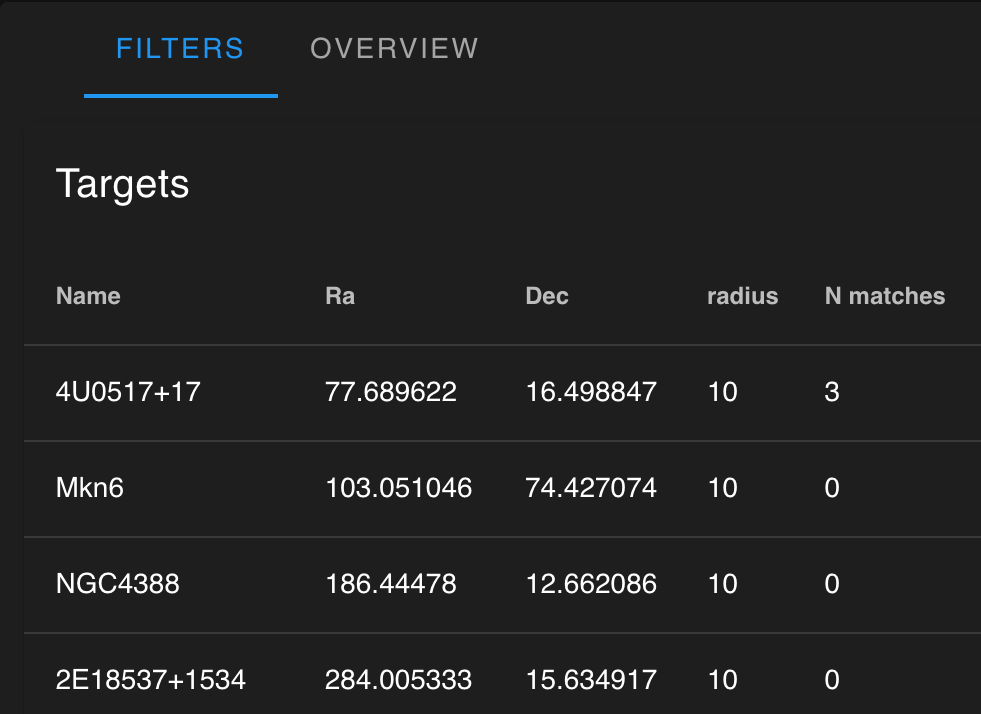 FILTERS OVERVIEW
Targets
Name Ra Dec radius N matches
4U0517+17 77.689622 16.498847 10 3
Mkn6 103.051046 74.427074 10 0
NGC4388 186.44478 12.662086 10 0
2E18537+1534 284.005333 15.634917 10 0